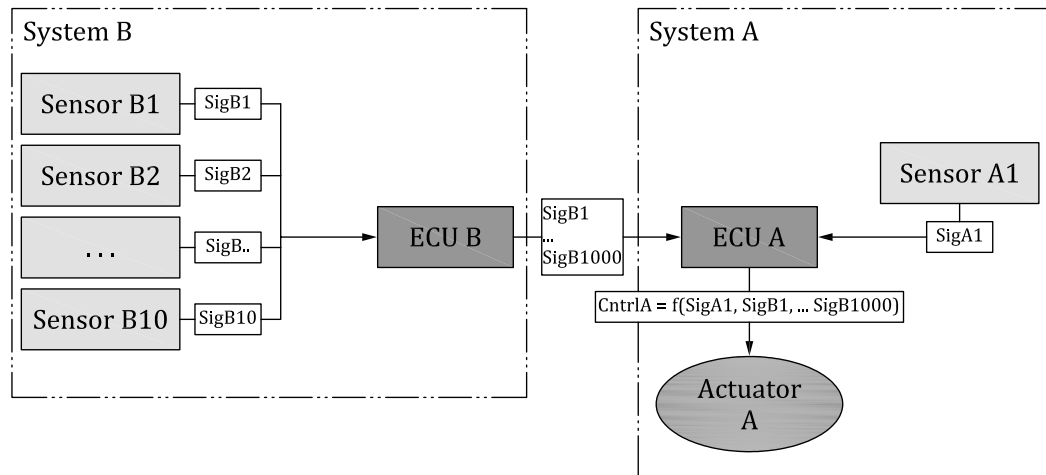 System B
Sensor B1
SigB1
Sensor B2
SigB2
...
SigB..
Sensor B10
SigB10
ECU B
SigB1
...
SigB1000
System A
Sensor A1
SigA1
ECU A
CntrlA = f(SigA1, SigB1, ... SigB1000)
Actuator
A